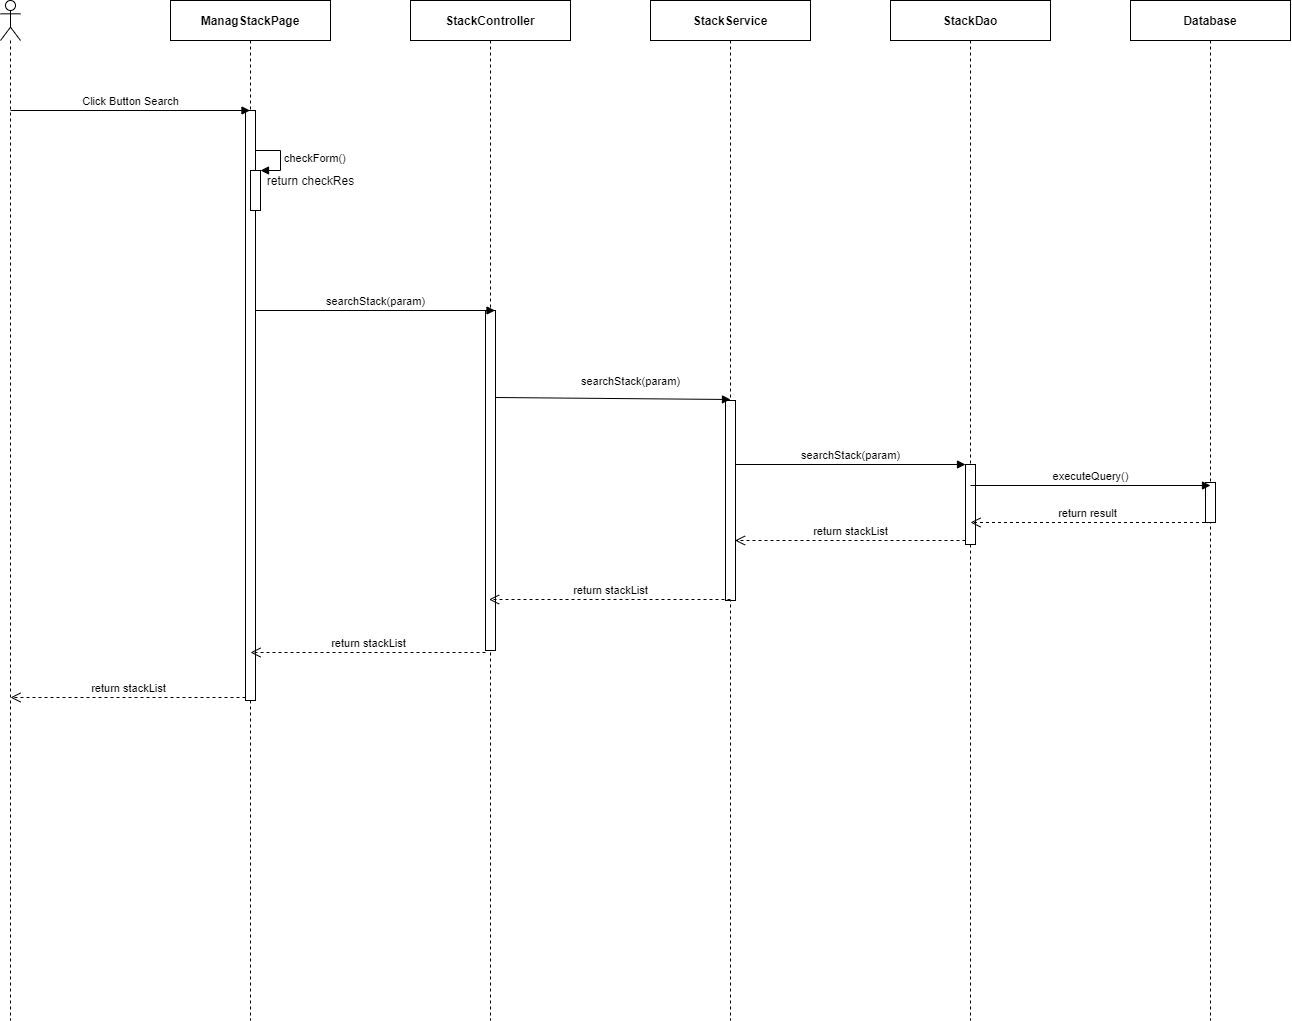 ManagStackPage
StackController
StackService
StackDao
Database
Click Button Search
checkForm()
return checkRes
searchStack(param)
searchStack(param)
searchStack(param)
executeQuery()
return result
return stackList
return stackList
return stackList
return stackList